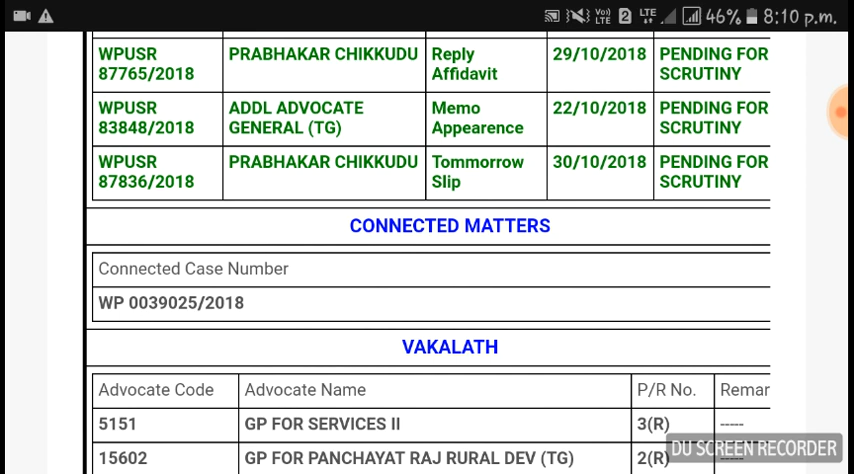 46% 8:10 p.m.
WPUSR 87765/2018 PRABHAKAR CHIKKUDU Reply Affidavit 29/10/2018 PENDING FOR SCRUTINY
WPUSR 83848/2018 ADDL ADVOCATE GENERAL (TG) Memo Appearence 22/10/2018 PENDING FOR SCRUTINY
WPUSR 87836/2018 PRABHAKAR CHIKKUDU Tommorrow Slip 30/10/2018 PENDING FOR SCRUTINY
CONNECTED MATTERS
Connected Case Number
WP 0039025/2018
VAKALATH
Advocate Code Advocate Name P/R No. Remar
5151 GP FOR SERVICES II 3(R) -----
15602 GP FOR PANCHAYAT RAJ RURAL DEV (TG) 2(R) -----
DU SCREEN RECORDER